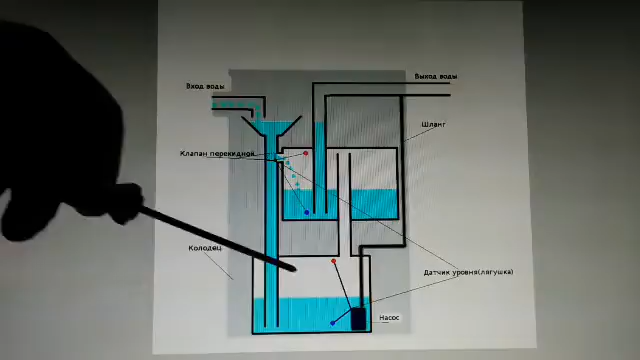 Вход воды
Выход воды
Шланг
Клапан перекидной
Колодец
Датчик уровня(лягушка)
Насос